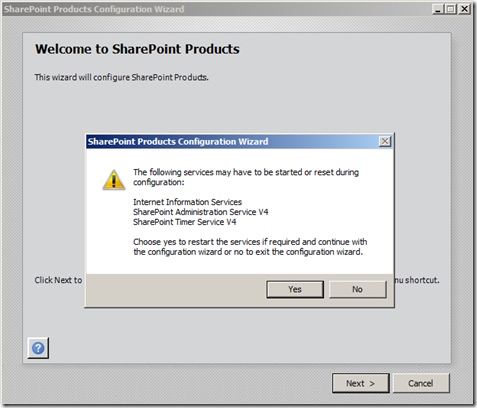 SharePoint Products Configuration Wizard
Welcome to SharePoint Products
This wizard will configure SharePoint Products.
SharePoint Products Configuration Wizard
The following services may have to be started or reset during
configuration:
Internet Information Services
SharePoint Administration Service V4
SharePoint Timer Service V4
Choose yes to restart the services if required and continue with
the configuration wizard or no to exit the configuration wizard.
Click Next to
nu shortcut.
Yes
No
?
Next >
Cancel